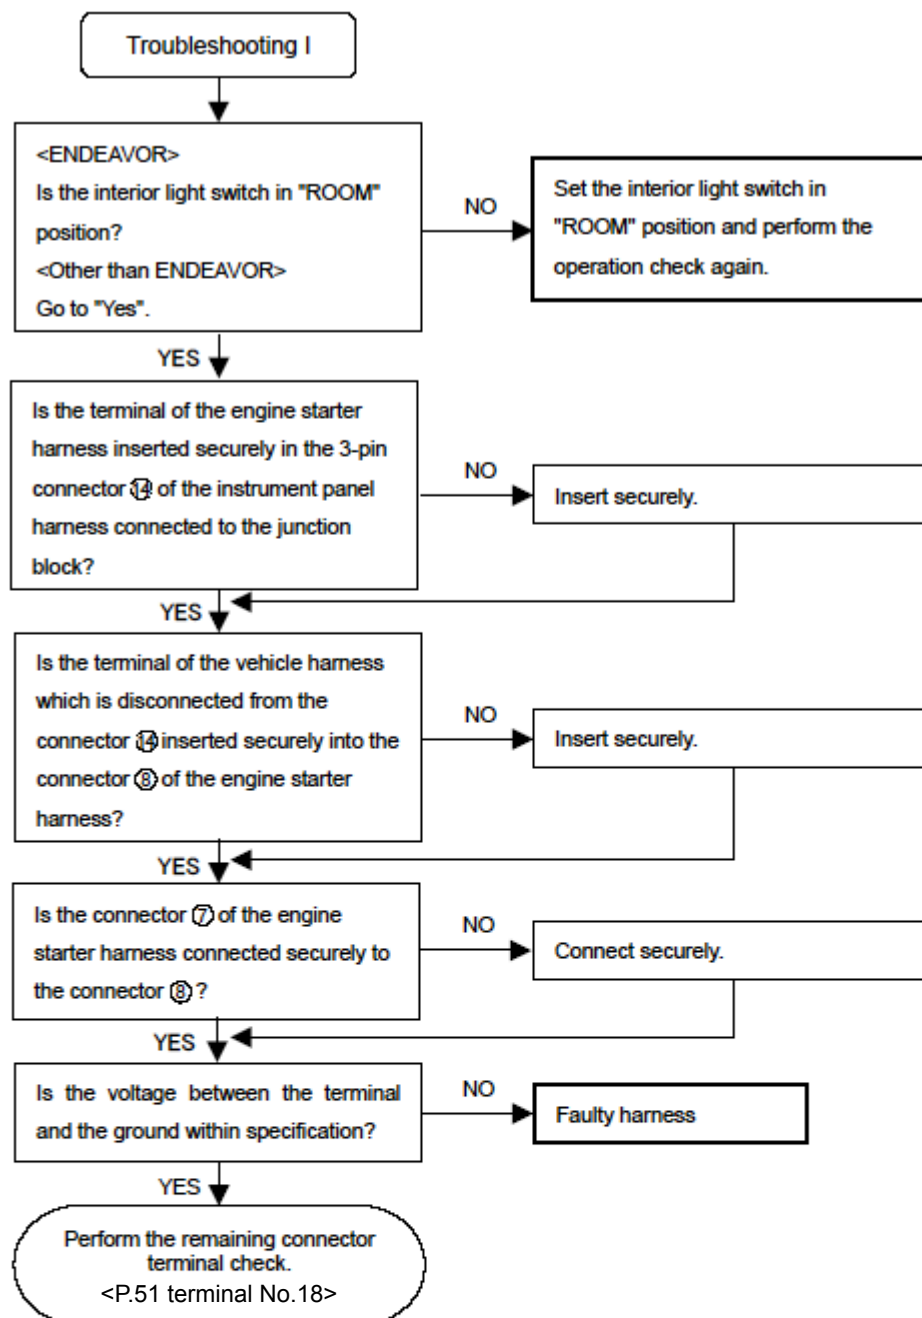 Troubleshooting I
<ENDEAVOR>
Is the interior light switch in "ROOM"
position?
<Other than ENDEAVOR>
Go to "Yes".
NO
Set the interior light switch in
"ROOM" position and perform the
operation check again.
YES
Is the terminal of the engine starter
harness inserted securely in the 3-pin
connector ⑭ of the instrument panel
harness connected to the junction
block?
NO
Insert securely.
YES
Is the terminal of the vehicle harness
which is disconnected from the
connector ⑭ inserted securely into the
connector ⑧ of the engine starter
harness?
NO
Insert securely.
YES
Is the connector ⑦ of the engine
starter harness connected securely to
the connector ⑧ ?
NO
Connect securely.
YES
Is the voltage between the terminal
and the ground within specification?
NO
Faulty harness
YES
Perform the remaining connector
terminal check.
<P.51 terminal No.18>